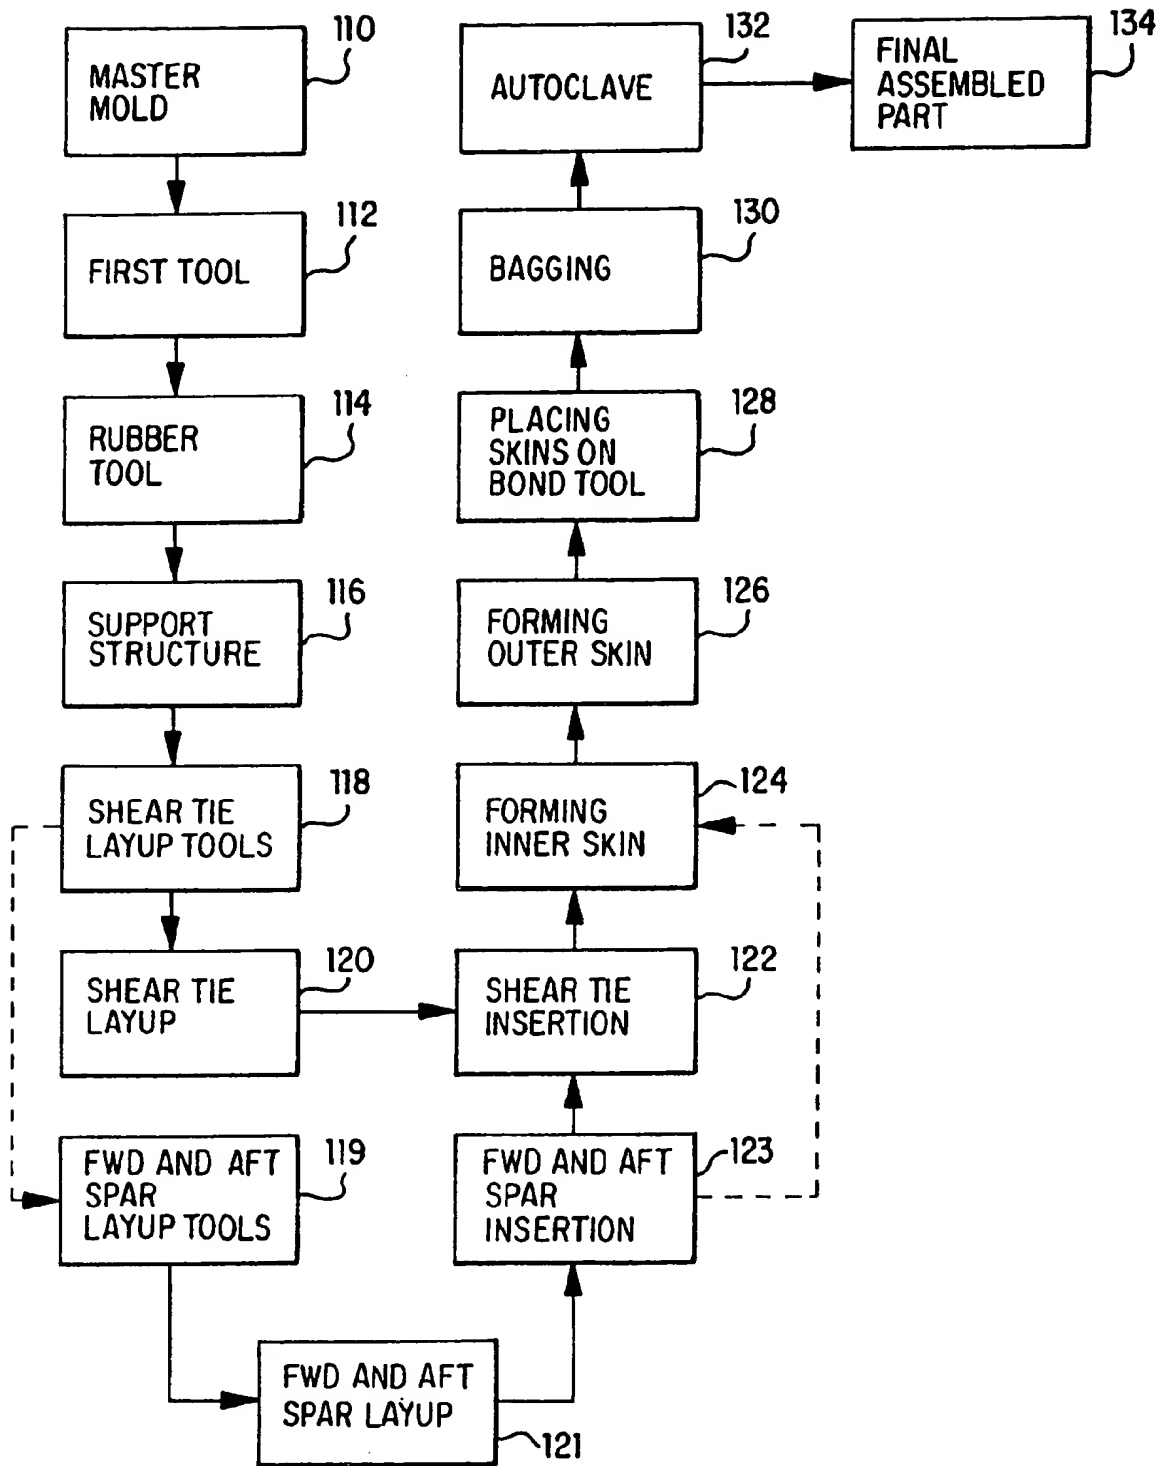 MASTER
MOLD
110
FIRST TOOL
112
RUBBER
TOOL
114
SUPPORT
STRUCTURE
116
SHEAR TIE
LAYUP TOOLS
118
SHEAR TIE
LAYUP
120
FWD AND AFT
SPAR
LAYUP TOOLS
119
FWD AND AFT
SPAR LAYUP
121
FWD AND AFT
SPAR
INSERTION
123
SHEAR TIE
INSERTION
122
FORMING
INNER SKIN
124
FORMING
OUTER SKIN
126
PLACING
SKINS ON
BOND TOOL
128
BAGGING
130
AUTOCLAVE
132
FINAL
ASSEMBLED
PART
134